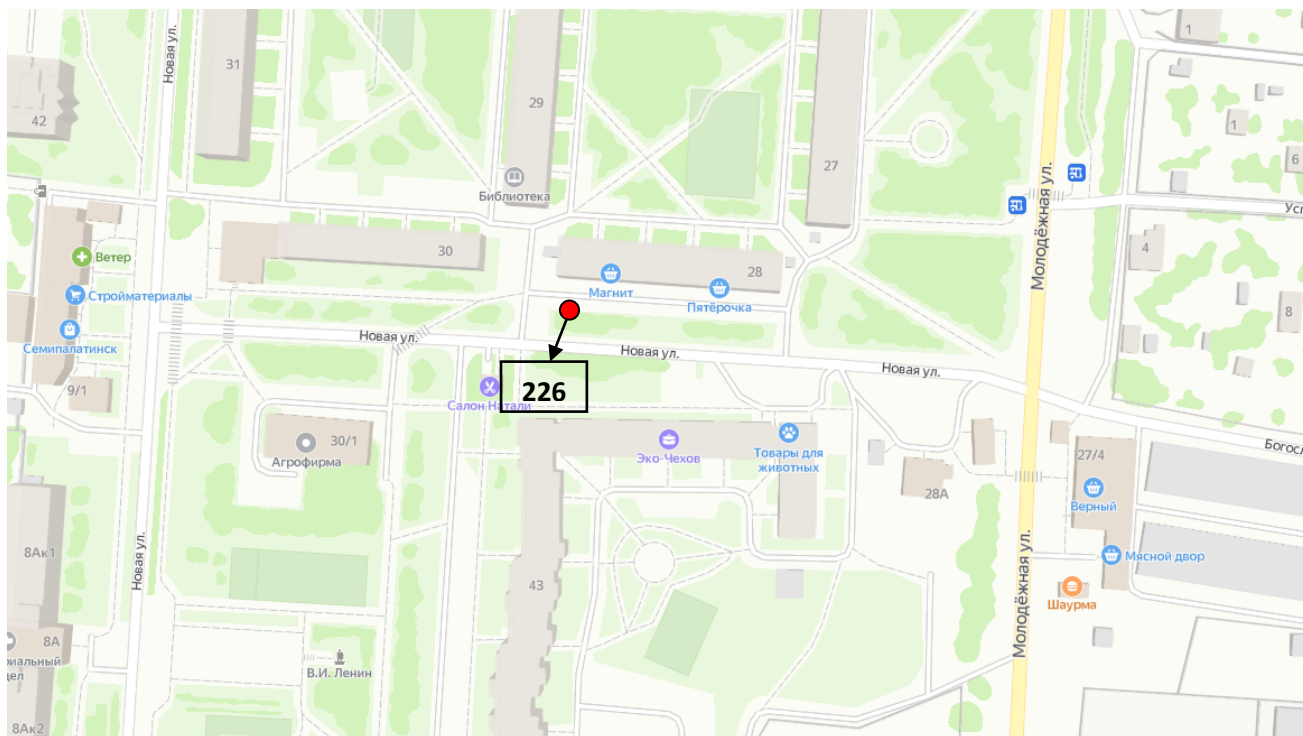 Новая ул.
31
42
29
Библиотека
27
1
1
6
Молодёжная ул.
4
8
Ветер
Стройматериалы
Семипалатинск
9/1
30
28
Магнит
Пятёрочка
Новая ул.
Новая ул.
Новая ул.
226
Салон Натали
30/1
Агрофирма
Эко-Чехов
Товары для
животных
28А
27/4
Верный
Мясной двор
Шаурма
Молодёжная ул.
8Ак1
Новая ул.
43
8А
В.И. Ленин
8Ак2